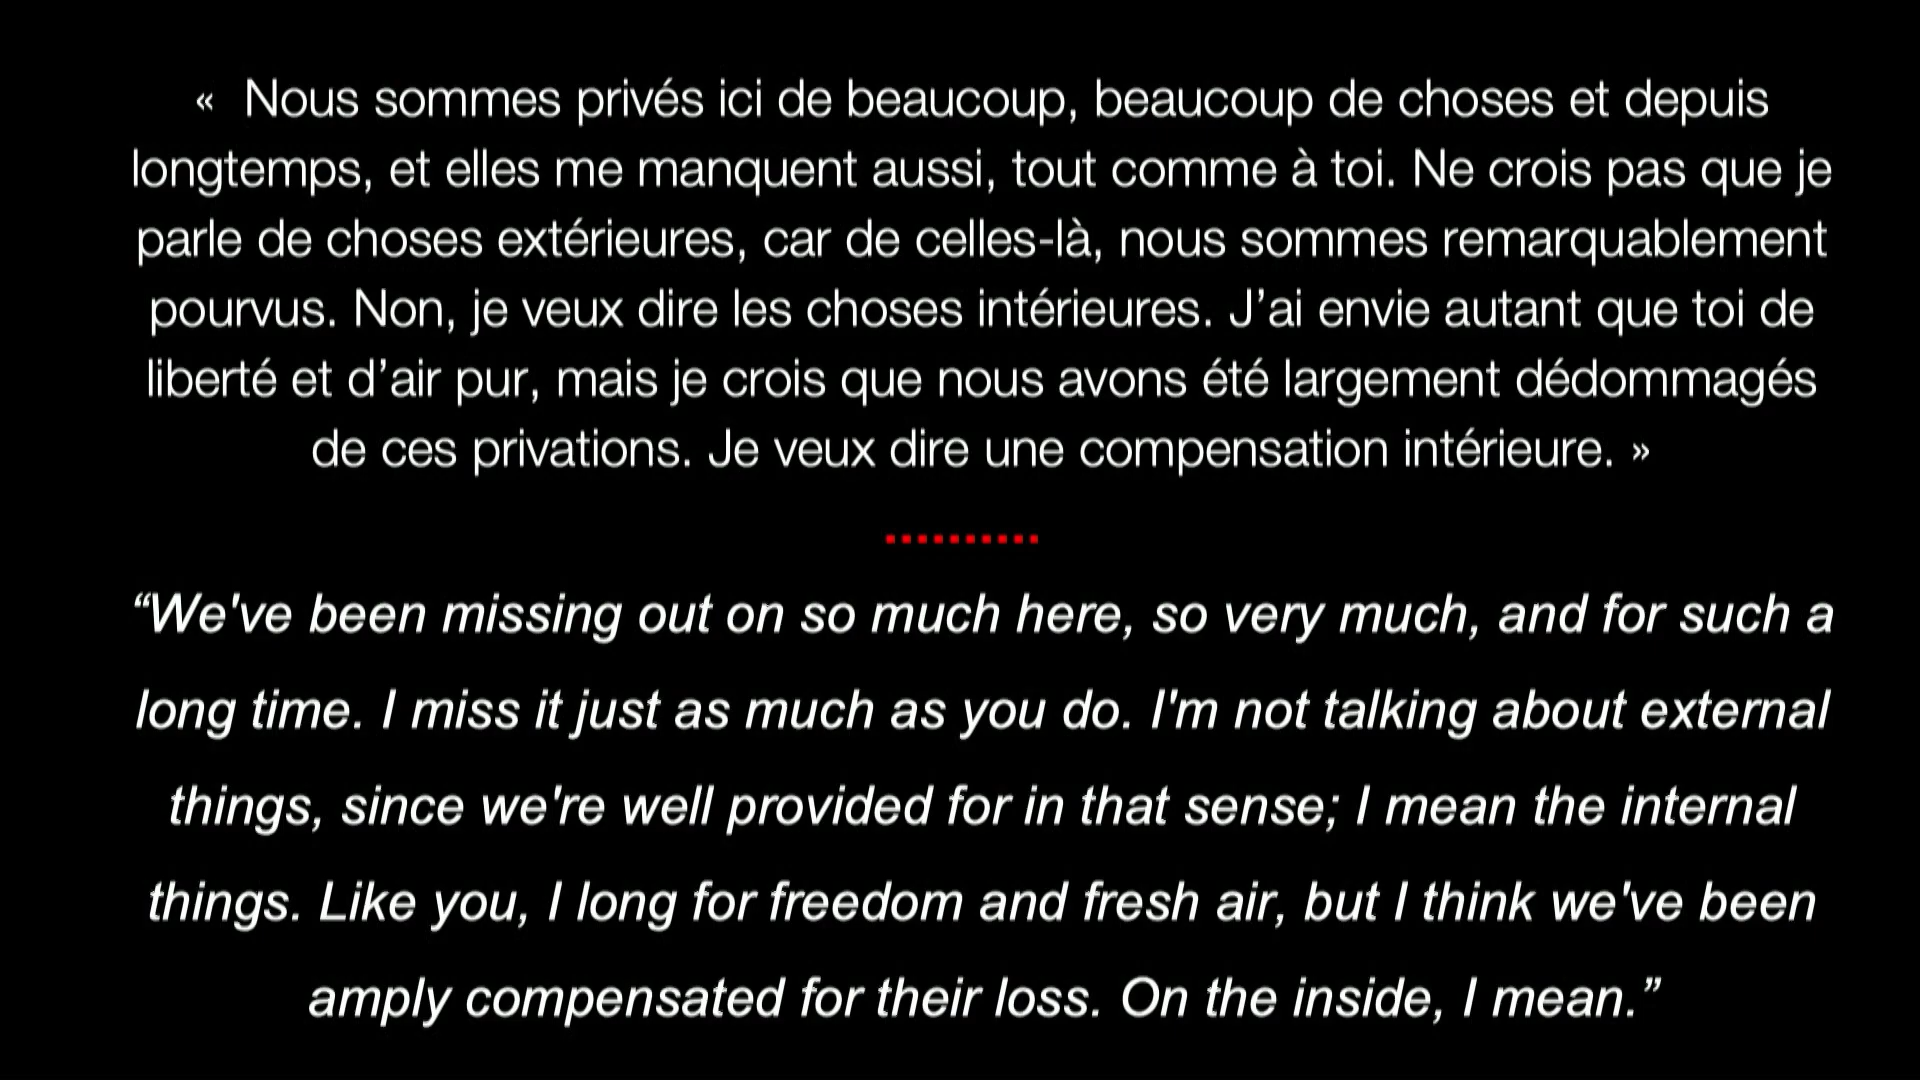 «  Nous sommes privés ici de beaucoup, beaucoup de choses et depuis
longtemps, et elles me manquent aussi, tout comme à toi. Ne crois pas que je
parle de choses extérieures, car de celles-là, nous sommes remarquablement
pourvus. Non, je veux dire les choses intérieures. J’ai envie autant que toi de
liberté et d’air pur, mais je crois que nous avons été largement dédommagés
de ces privations. Je veux dire une compensation intérieure. »
..........
“We've been missing out on so much here, so very much, and for such a
long time. I miss it just as much as you do. I'm not talking about external
things, since we're well provided for in that sense; I mean the internal
things. Like you, I long for freedom and fresh air, but I think we've been
amply compensated for their loss. On the inside, I mean.”